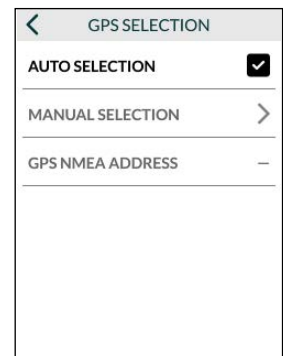 GPS SELECTION
AUTO SELECTION
MANUAL SELECTION
GPS NMEA ADDRESS –